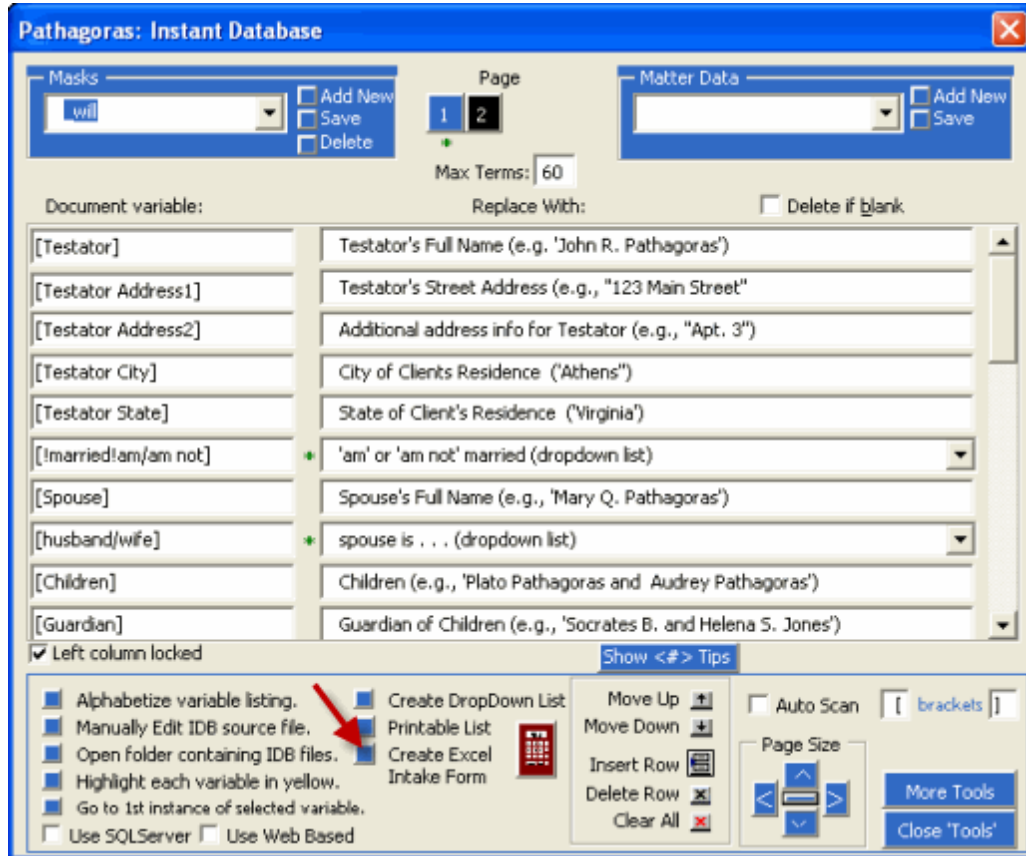 Pathagoras: Instant Database
Masks
_will
Add New
Save
Delete
Page
1 2
Max Terms: 60
Matter Data
Add New
Save
Document variable: Replace With: Delete if blank
[Testator] Testator's Full Name (e.g. 'John R. Pathagoras')
[Testator Address1] Testator's Street Address (e.g., "123 Main Street"
[Testator Address2] Additional address info for Testator (e.g., "Apt. 3")
[Testator City] City of Clients Residence ('Athens")
[Testator State] State of Client's Residence ('Virginia')
[!married!am/am not] 'am' or 'am not' married (dropdown list)
[Spouse] Spouse's Full Name (e.g., 'Mary Q. Pathagoras')
[husband/wife] spouse is . . . (dropdown list)
[Children] Children (e.g., 'Plato Pathagoras and Audrey Pathagoras')
[Guardian] Guardian of Children (e.g., 'Socrates B. and Helena S. Jones')
Left column locked
Show <#> Tips
Alphabetize variable listing.
Manually Edit IDB source file.
Open folder containing IDB files.
Highlight each variable in yellow.
Go to 1st instance of selected variable.
Use SQLServer Use Web Based
Create DropDown List
Printable List
Create Excel
Intake Form
Move Up
Move Down
Insert Row
Delete Row
Clear All
Auto Scan
[ brackets ]
Page Size
< >
More Tools
Close 'Tools'